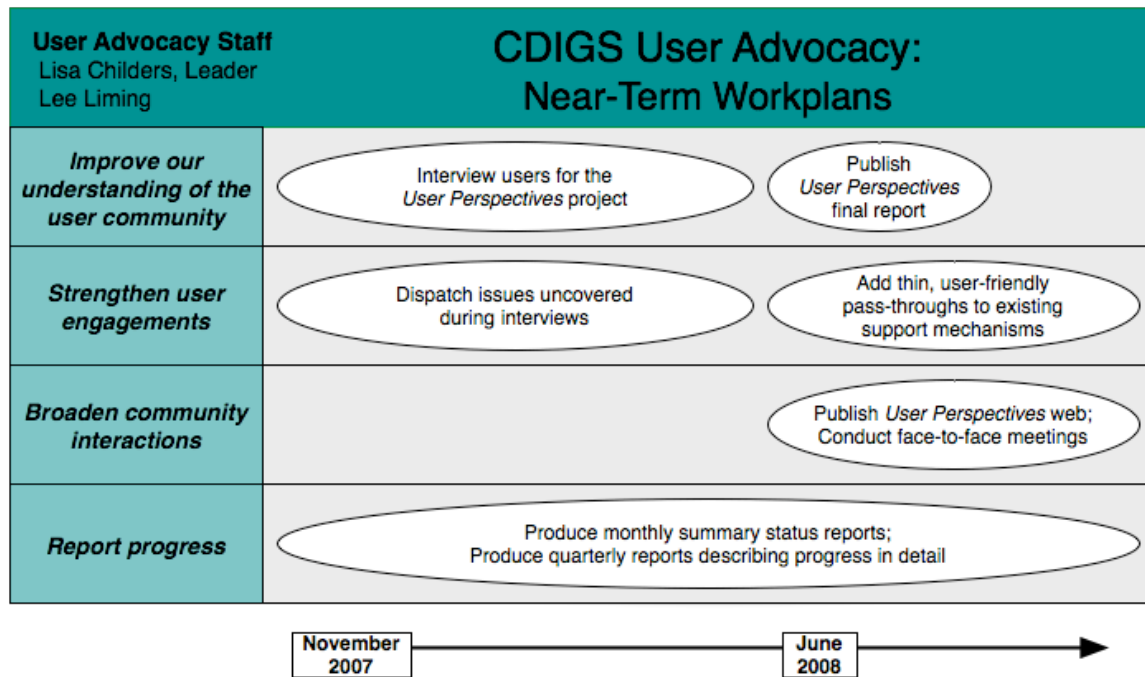 User Advocacy Staff
Lisa Childers, Leader
Lee Liming
CDIGS User Advocacy:
Near-Term Workplans
Improve our
understanding of the
user community
Interview users for the
User Perspectives project
Publish
User Perspectives
final report
Strengthen user
engagements
Dispatch issues uncovered
during interviews
Add thin, user-friendly
pass-throughs to existing
support mechanisms
Broaden community
interactions
Publish User Perspectives web;
Conduct face-to-face meetings
Report progress
Produce monthly summary status reports;
Produce quarterly reports describing progress in detail
November
2007
June
2008